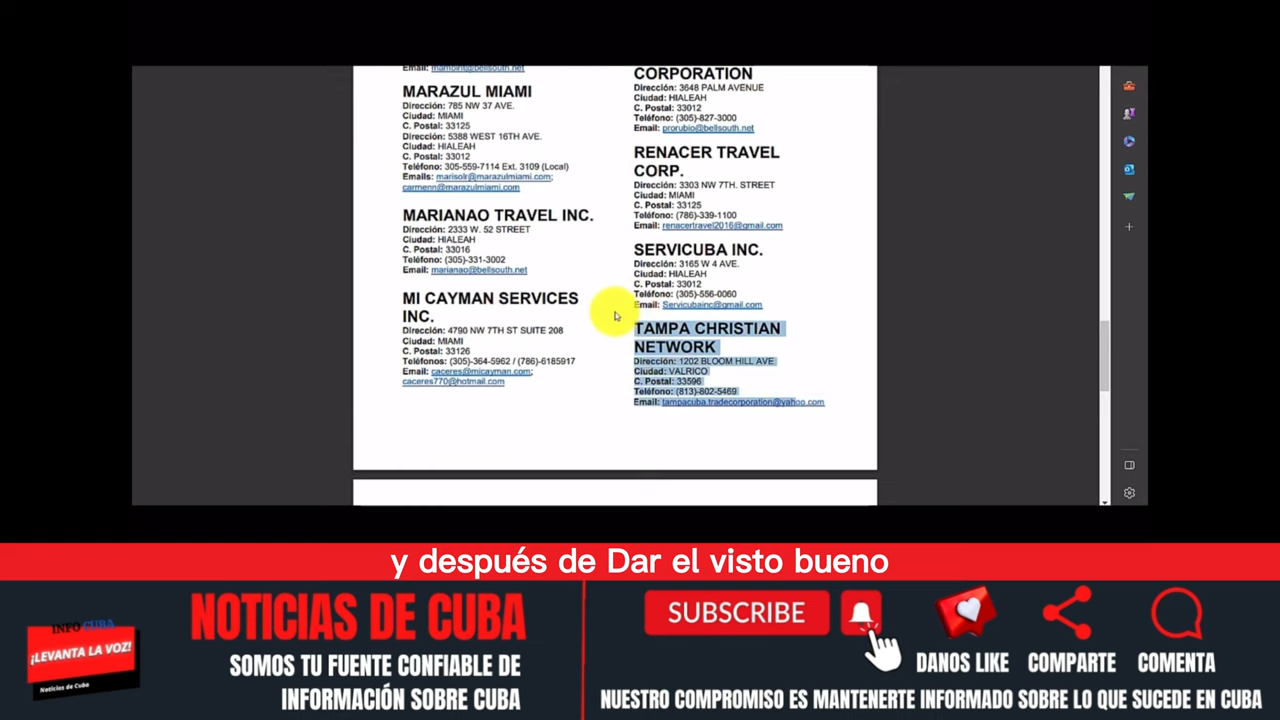 Email: mambint@bellsouth.net
MARAZUL MIAMI
Dirección: 785 NW 37 AVE.
Ciudad: MIAMI
C. Postal: 33125
Dirección: 5388 WEST 16TH AVE.
Ciudad: HIALEAH
C. Postal: 33012
Teléfono: 305-559-7114 Ext. 3109 (Local)
Emails: marisolr@marazulmiami.com;
carmenn@marazulmiami.com
MARIANAO TRAVEL INC.
Dirección: 2333 W. 52 STREET
Ciudad: HIALEAH
C. Postal: 33016
Teléfono: (305)-331-3002
Email: marianao@bellsouth.net
MI CAYMAN SERVICES
INC.
Dirección: 4790 NW 7TH ST SUITE 208
Ciudad: MIAMI
C. Postal: 33126
Teléfonos: (305)-364-5962 / (786)-6185917
Email: caceres@micayman.com;
caceres770@hotmail.com
CORPORATION
Dirección: 3648 PALM AVENUE
Ciudad: HIALEAH
C. Postal: 33012
Teléfono: (305)-827-3000
Email: prorubio@bellsouth.net
RENACER TRAVEL
CORP.
Dirección: 3303 NW 7TH. STREET
Ciudad: MIAMI
C. Postal: 33125
Teléfono: (786)-339-1100
Email: renacertravel2016@gmail.com
SERVICUBA INC.
Dirección: 3165 W 4 AVE.
Ciudad: HIALEAH
C. Postal: 33012
Teléfono: (305)-556-0060
Email: Servicubainc@gmail.com
TAMPA CHRISTIAN
NETWORK
Dirección: 1202 BLOOM HILL AVE
Ciudad: VALRICO
C. Postal: 33596
Teléfono: (813)-802-5469
Email: tampacuba.tradecorporation@yahoo.com
y después de Dar el visto bueno
INFO CUBA
¡LEVANTA LA VOZ!
Noticias de Cuba
NOTICIAS DE CUBA
SOMOS TU FUENTE CONFIABLE DE
INFORMACIÓN SOBRE CUBA
SUBSCRIBE
DANOS LIKE
COMPARTE
COMENTA
NUESTRO COMPROMISO ES MANTENERTE INFORMADO SOBRE LO QUE SUCEDE EN CUBA